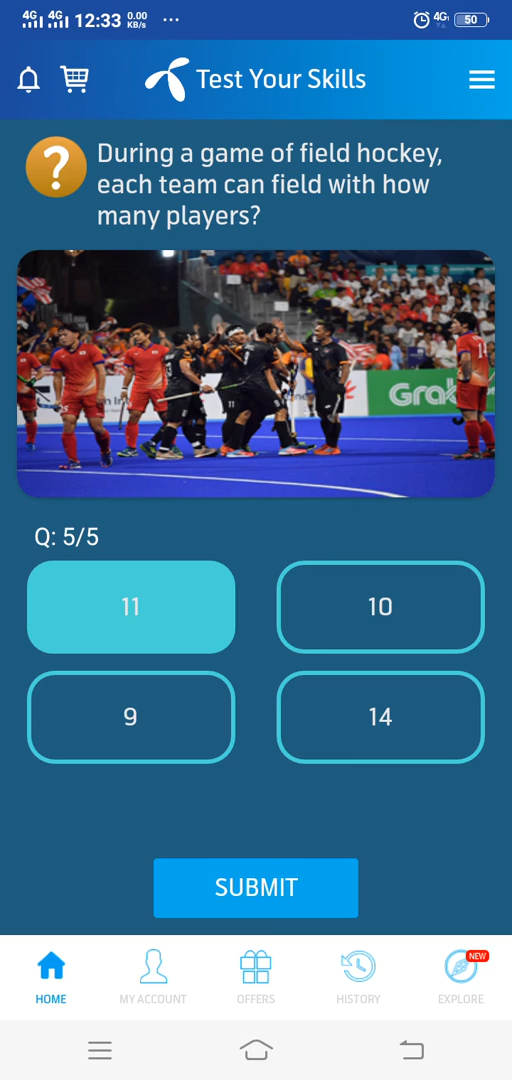 4G 4G 12:33 0.00 KB/s ... 4G 50
Test Your Skills
?
During a game of field hockey,
each team can field with how
many players?
Grab
Q: 5/5
11 10
9 14
SUBMIT
NEW
HOME MY ACCOUNT OFFERS HISTORY EXPLORE